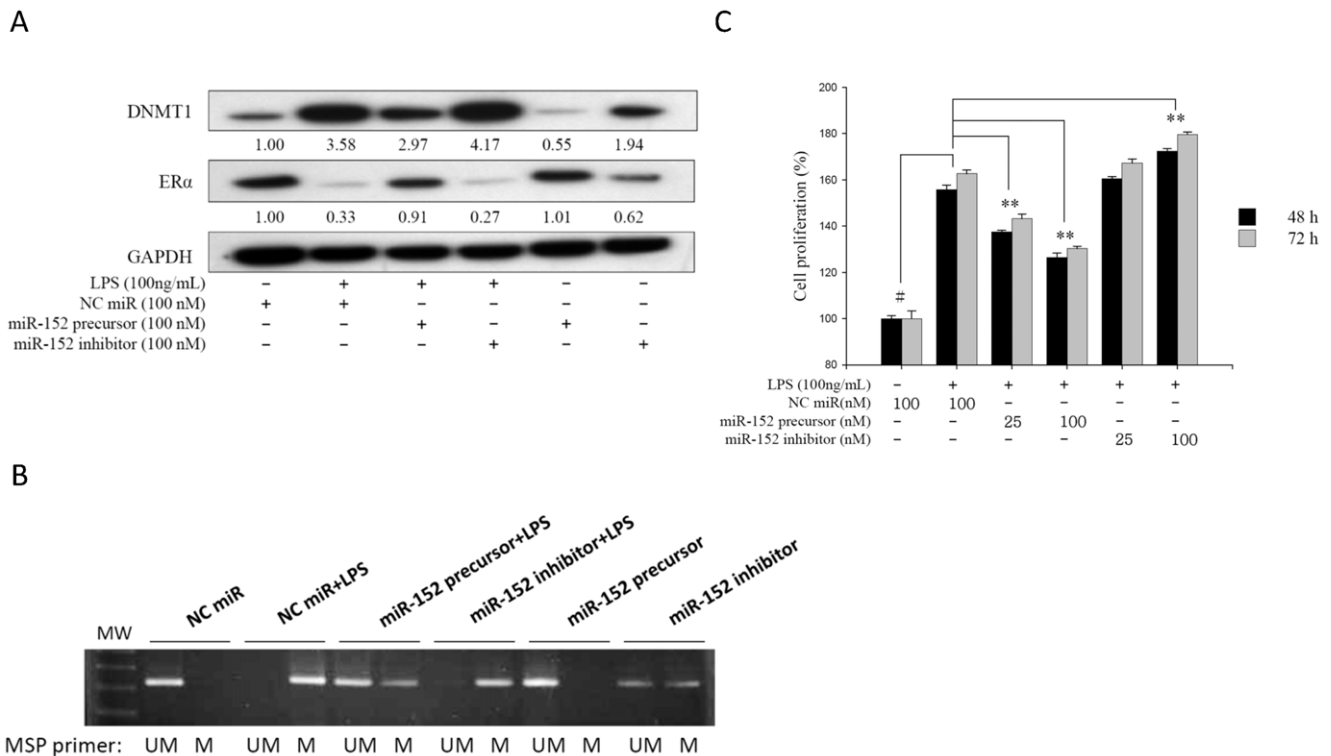 A
DNMT1
1.00 3.58 2.97 4.17 0.55 1.94
ERα
1.00 0.33 0.91 0.27 1.01 0.62
GAPDH
LPS (100ng/mL) – + + + – –
NC miR (100 nM) + + – – – –
miR-152 precursor (100 nM) – – + – + –
miR-152 inhibitor (100 nM) – – – + – +
C
200
180
160
140
120
100
80
Cell proliferation (%)
#
**
**
**
48 h
72 h
LPS (100ng/mL) – + + + + +
NC miR(nM) 100 100 – – – –
miR-152 precursor (nM) – – 25 100 – –
miR-152 inhibitor (nM) – – – – 25 100
B
MW
NC miR
NC miR+LPS
miR-152 precursor+LPS
miR-152 inhibitor+LPS
miR-152 precursor
miR-152 inhibitor
MSP primer: UM M UM M UM M UM M UM M UM M